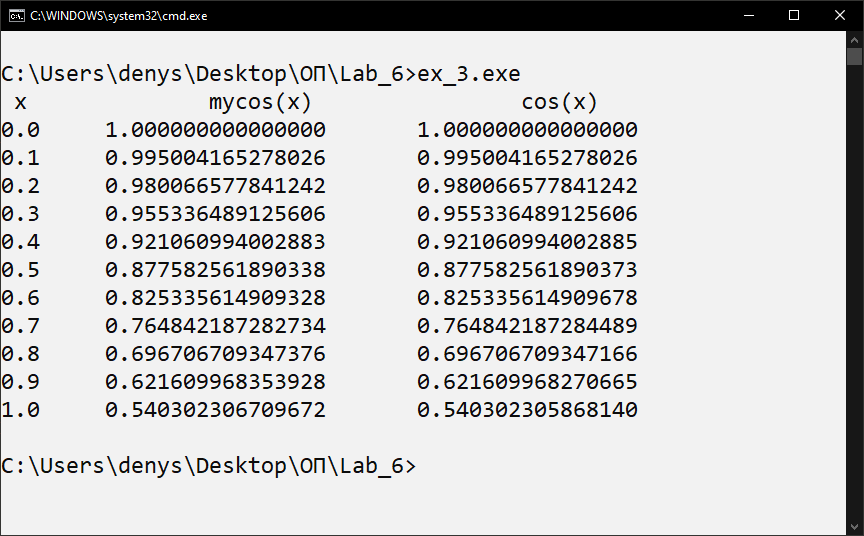 C:\WINDOWS\system32\cmd.exe
C:\Users\denys\Desktop\ОП\Lab_6>ex_3.exe
x mycos(x) cos(x)
0.0 1.000000000000000 1.000000000000000
0.1 0.995004165278026 0.995004165278026
0.2 0.980066577841242 0.980066577841242
0.3 0.955336489125606 0.955336489125606
0.4 0.921060994002883 0.921060994002885
0.5 0.877582561890338 0.877582561890373
0.6 0.825335614909328 0.825335614909678
0.7 0.764842187282734 0.764842187284489
0.8 0.696706709347376 0.696706709347166
0.9 0.621609968353928 0.621609968270665
1.0 0.540302306709672 0.540302305868140
C:\Users\denys\Desktop\ОП\Lab_6>